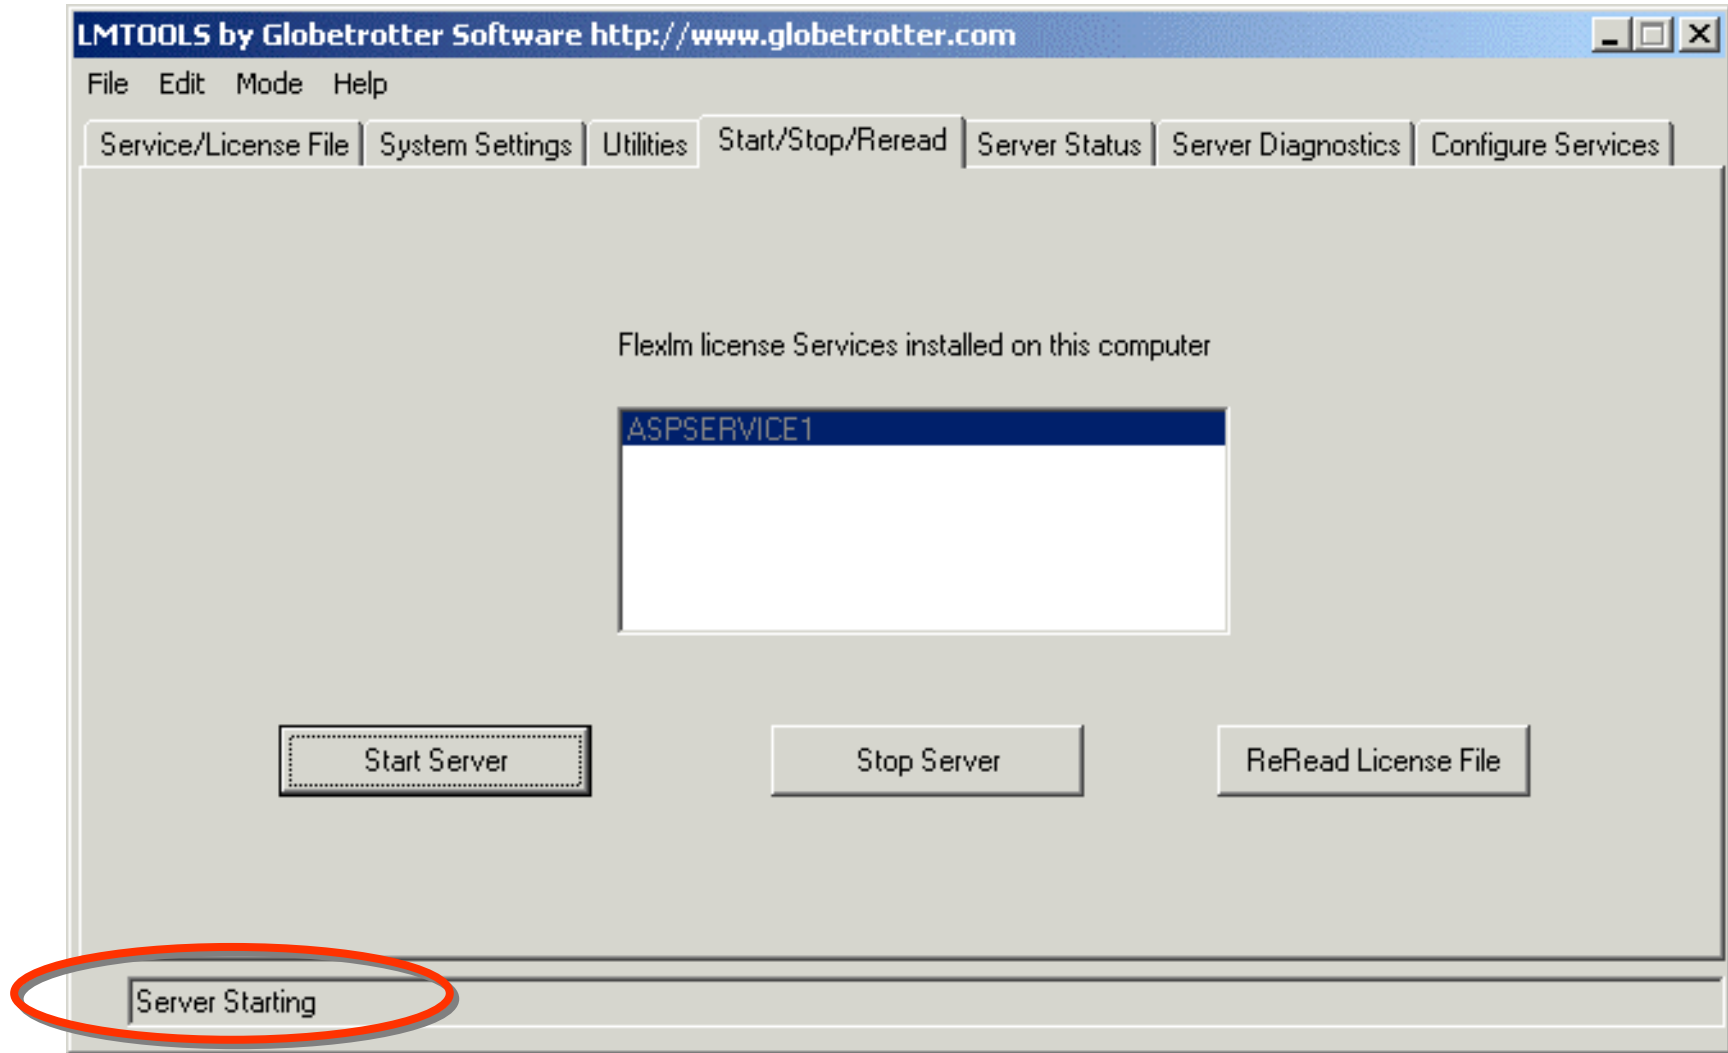 LMTOOLS by Globetrotter Software http://www.globetrotter.com
File Edit Mode Help
Service/License File System Settings Utilities Start/Stop/Reread Server Status Server Diagnostics Configure Services
Flexlm license Services installed on this computer
ASPSERVICE1
Start Server Stop Server ReRead License File
Server Starting